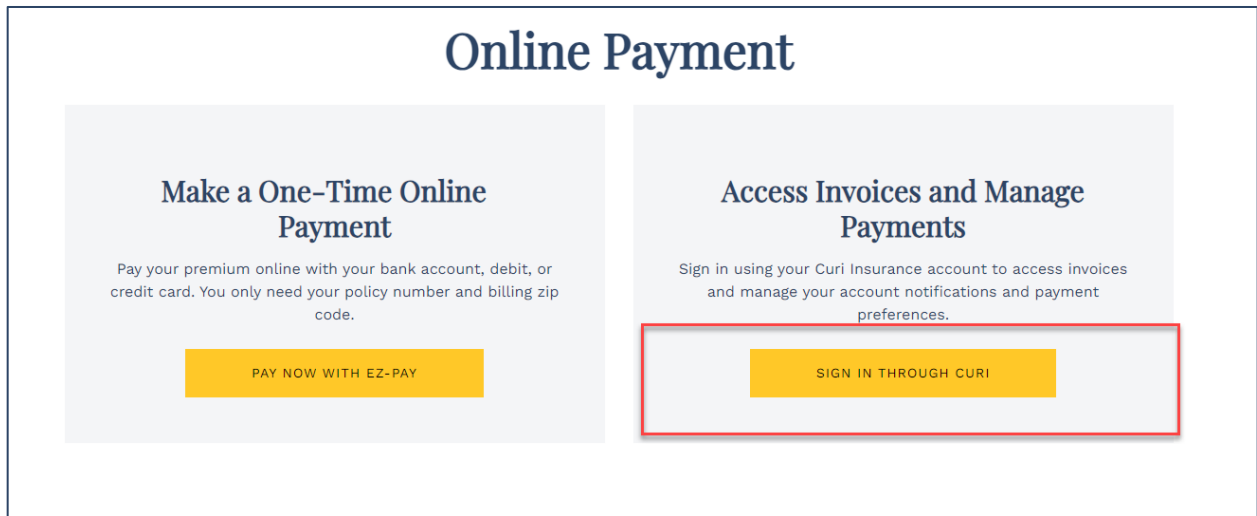 Online Payment
Make a One-Time Online
Payment
Pay your premium online with your bank account, debit, or
credit card. You only need your policy number and billing zip
code.
PAY NOW WITH EZ-PAY
Access Invoices and Manage
Payments
Sign in using your Curi Insurance account to access invoices
and manage your account notifications and payment
preferences.
SIGN IN THROUGH CURI